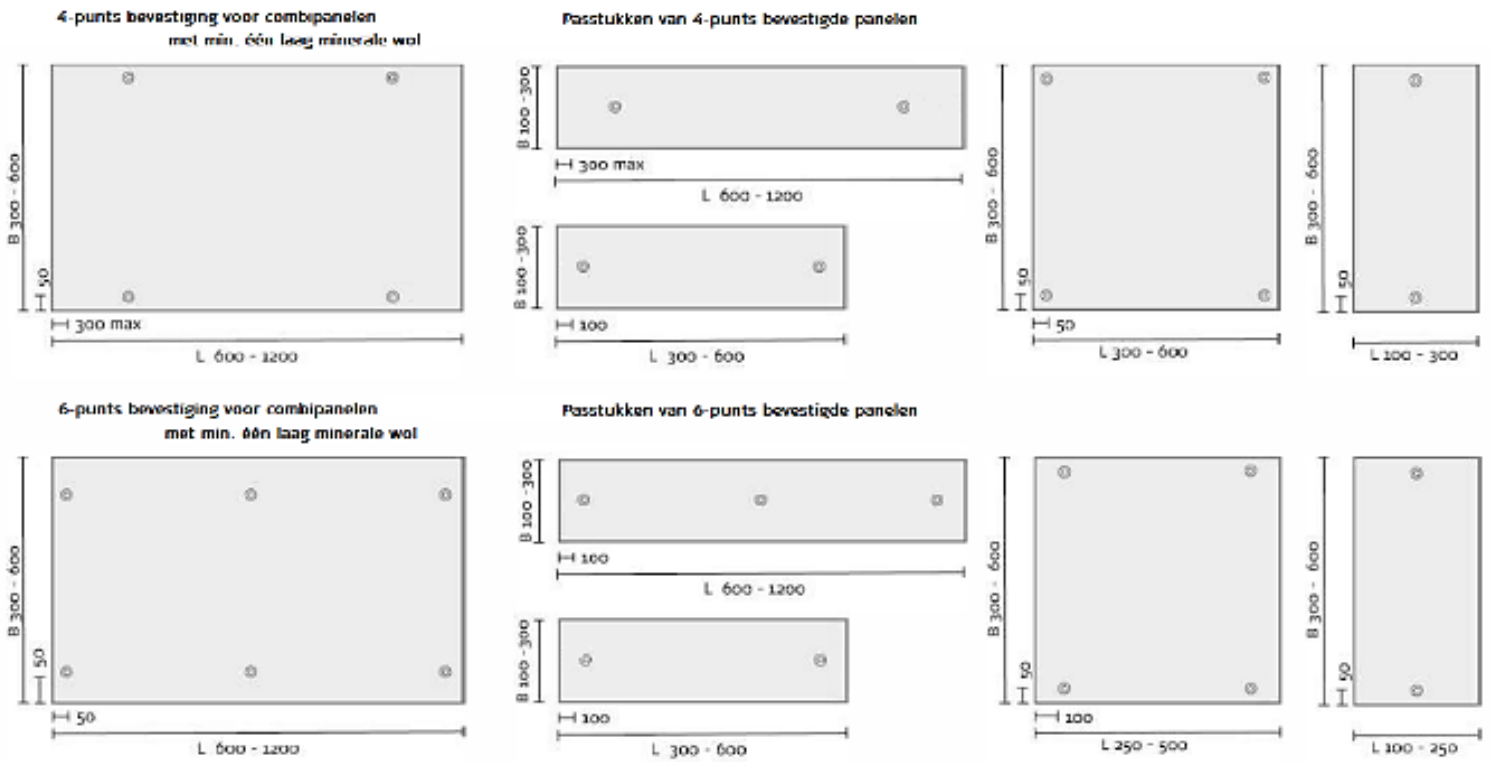 4-punts bevestiging voor combipanelen
met min. één laag minerale wol
B 300 - 600
50
300 max
L 600 - 1200
Passtukken van 4-punts bevestigde panelen
B 100 -300
300 max
L 600 - 1200
B 100 -300
100
L 300 - 600
B 300 - 600
50
50
L 300 - 600
B 300 - 600
50
L 100 - 300
6-punts bevestiging voor combipanelen
met min. één laag minerale wol
B 300 - 600
50
50
L 600 - 1200
Passtukken van 6-punts bevestigde panelen
B 100 -300
100
L 600 - 1200
B 100 -300
100
L 300 - 600
B 300 - 600
50
100
L 250 - 500
B 300 - 600
50
L 100 - 250